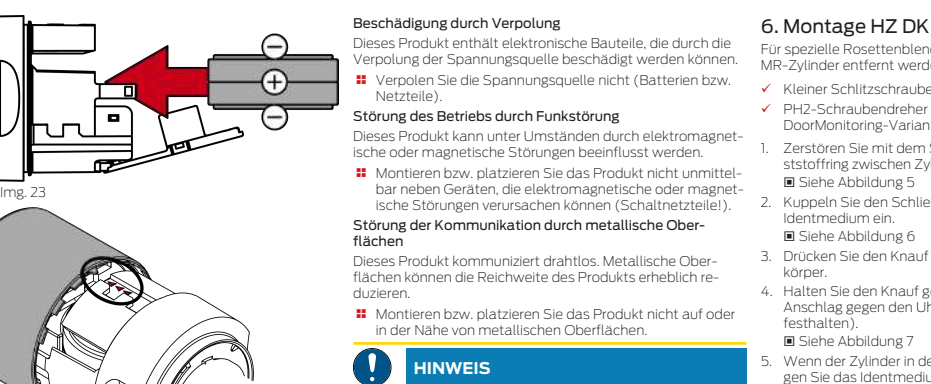 Img. 23
Beschädigung durch Verpolung
Dieses Produkt enthält elektronische Bauteile, die durch die
Verpolung der Spannungsquelle beschädigt werden können.
Verpolen Sie die Spannungsquelle nicht (Batterien bzw.
Netzteile).
Störung des Betriebs durch Funkstörung
Dieses Produkt kann unter Umständen durch elektromagnet-
ische oder magnetische Störungen beeinflusst werden.
Montieren bzw. platzieren Sie das Produkt nicht unmittel-
bar neben Geräten, die elektromagnetische oder magnet-
ische Störungen verursachen können (Schaltnetzteile!).
Störung der Kommunikation durch metallische Ober-
flächen
Dieses Produkt kommuniziert drahtlos. Metallische Ober-
flächen können die Reichweite des Produkts erheblich re-
duzieren.
Montieren bzw. platzieren Sie das Produkt nicht auf oder
in der Nähe von metallischen Oberflächen.
HINWEIS
6. Montage HZ DK
Für spezielle Rosettenblen
MR-Zylinder entfernt werd
✓ Kleiner Schlitzschraube
✓ PH2-Schraubendreher
DoorMonitoring-Varian
1. Zerstören Sie mit dem S
ststoffring zwischen Zy
▣ Siehe Abbildung 5
2. Kuppeln Sie den Schlie
Identmedium ein.
▣ Siehe Abbildung 6
3. Drücken Sie den Knauf
körper.
4. Halten Sie den Knauf g
Anschlag gegen den Uh
festhalten).
▣ Siehe Abbildung 7
5. Wenn der Zylinder in de
gen Sie das Identmediu